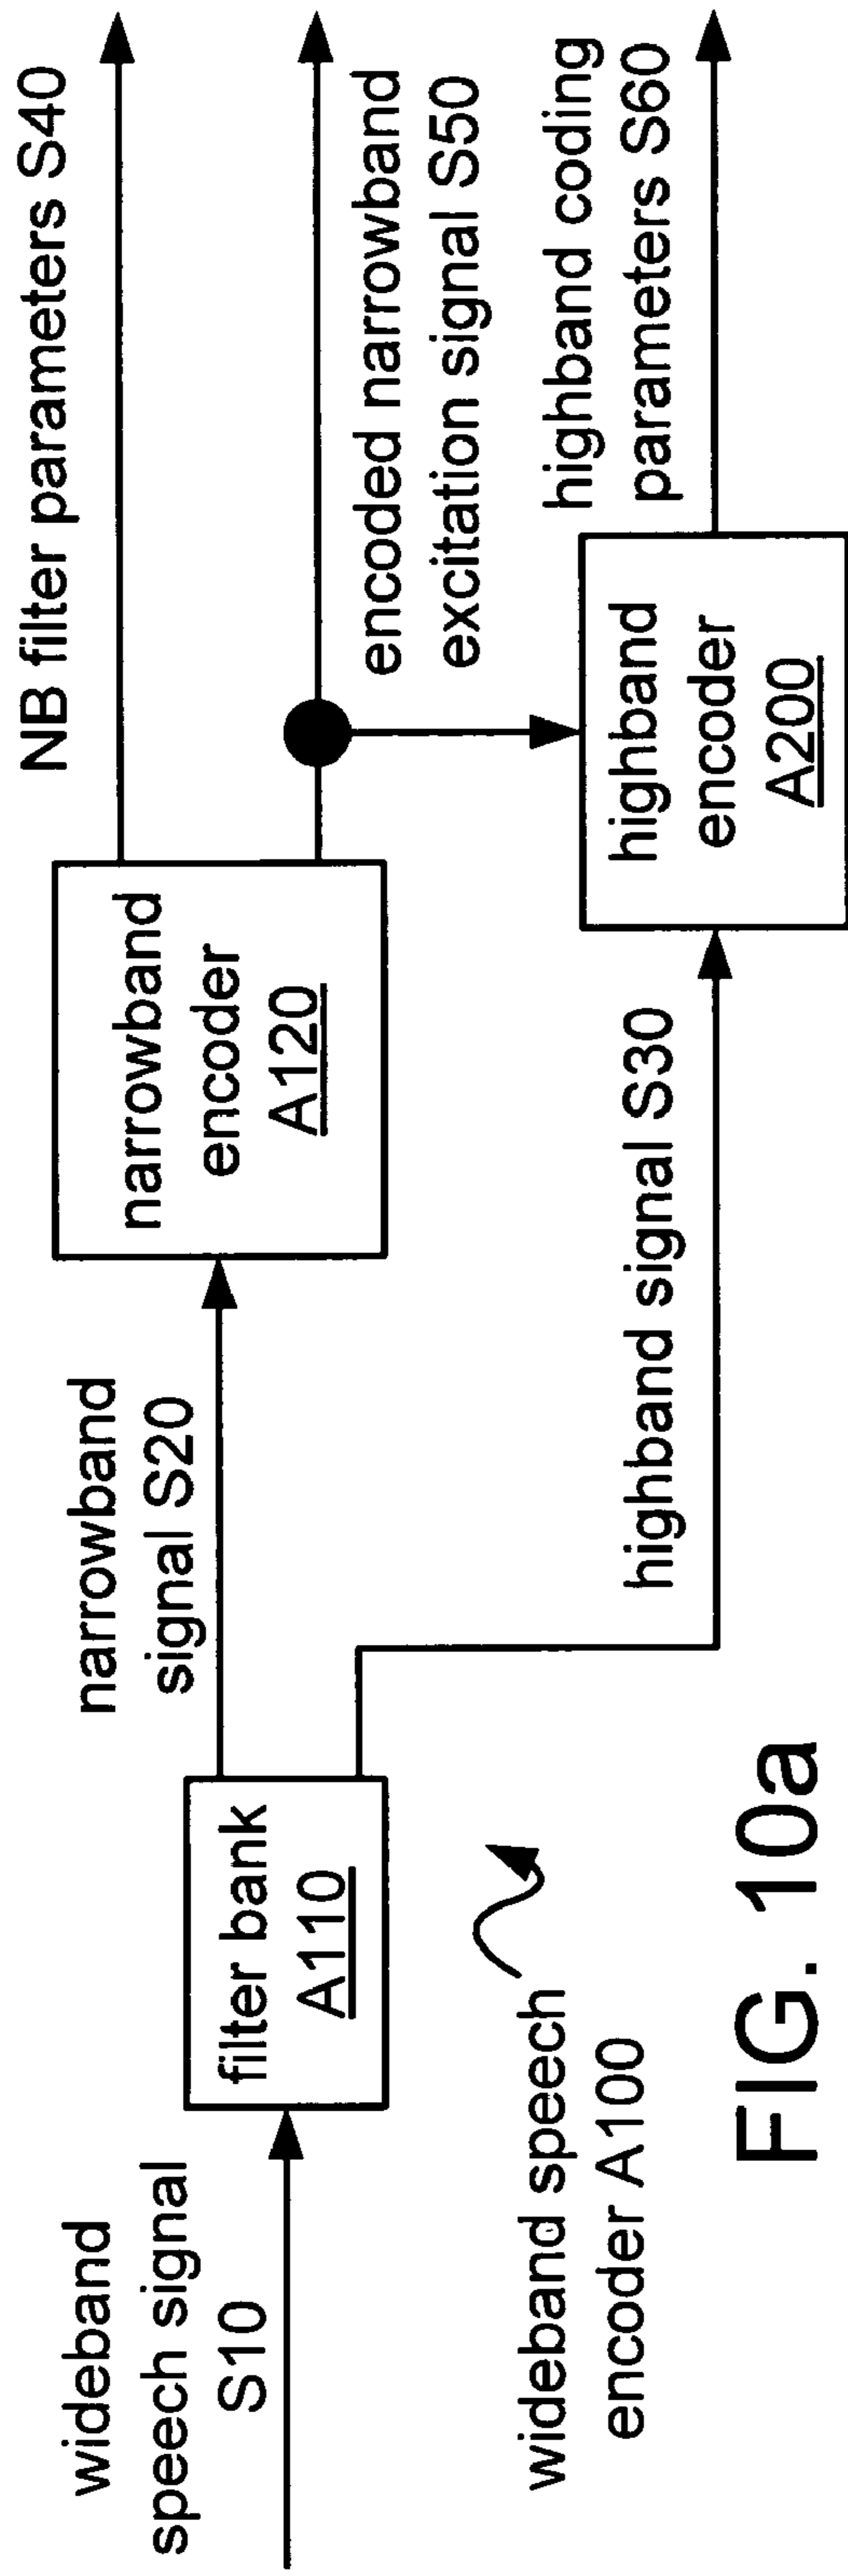 wideband
speech signal
S10
filter bank
A110
narrowband
signal S20
narrowband
encoder
A120
NB filter parameters S40
encoded narrowband
excitation signal S50
highband signal S30
highband
encoder
A200
highband coding
parameters S60
wideband speech
encoder A100
FIG. 10a